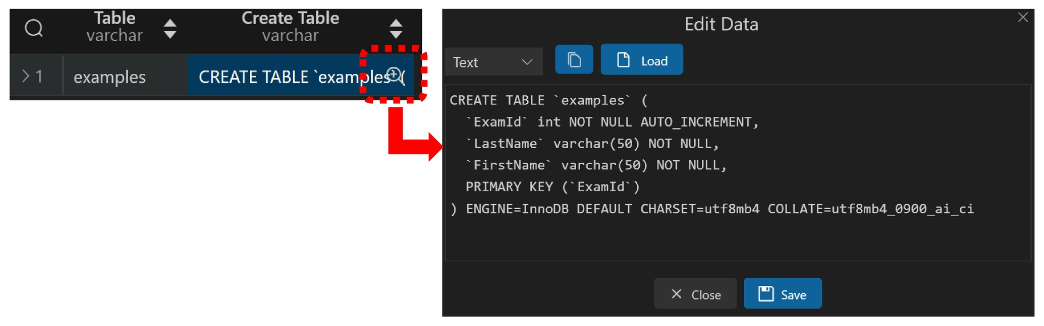 Table
varchar
Create Table
varchar
1
examples
CREATE TABLE `examples` (
Edit Data
Text
Load
CREATE TABLE `examples` (
`ExamId` int NOT NULL AUTO_INCREMENT,
`LastName` varchar(50) NOT NULL,
`FirstName` varchar(50) NOT NULL,
PRIMARY KEY (`ExamId`)
) ENGINE=InnoDB DEFAULT CHARSET=utf8mb4 COLLATE=utf8mb4_0900_ai_ci
Close
Save